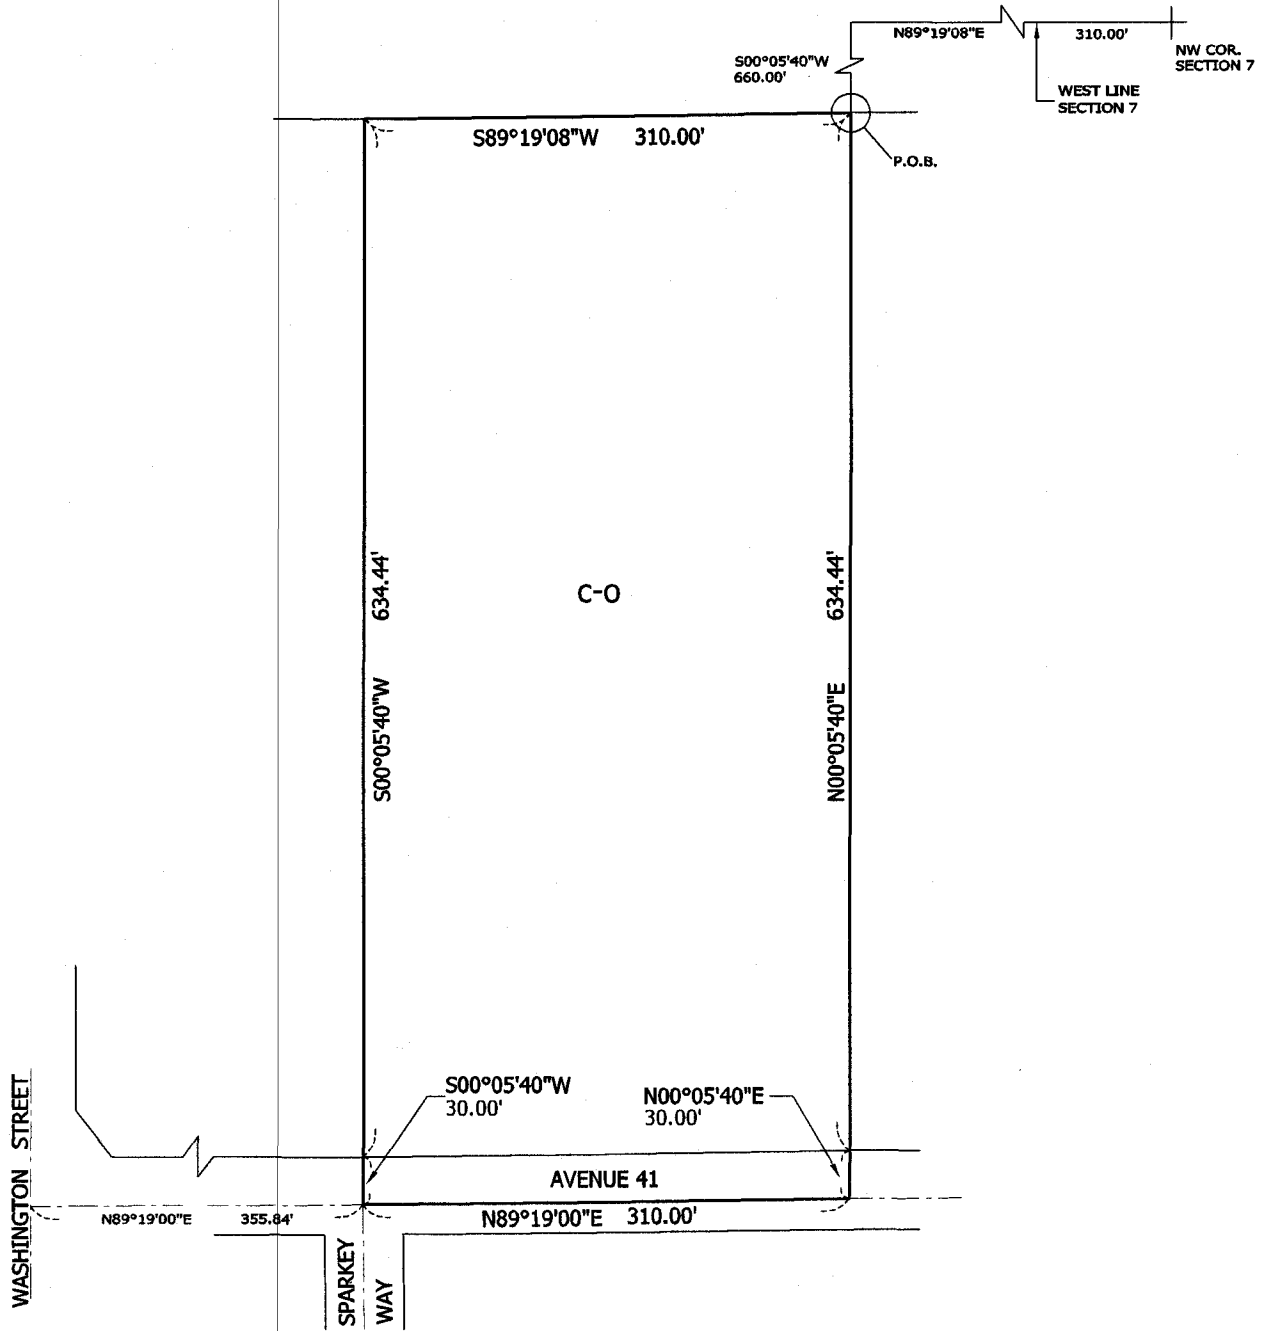 N89°19'08"E 310.00'
NW COR.
SECTION 7
S00°05'40"W
660.00'
WEST LINE
SECTION 7
S89°19'08"W 310.00'
P.O.B.
S00°05'40"W 634.44'
C-O
N00°05'40"E 634.44'
S00°05'40"W
30.00'
N00°05'40"E
30.00'
AVENUE 41
WASHINGTON STREET
N89°19'00"E 355.84'
N89°19'00"E 310.00'
SPARKEY
WAY